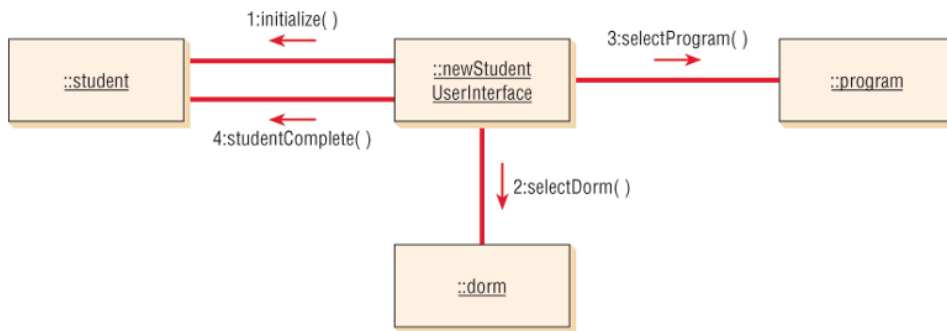 1:initialize( )
3:selectProgram( )
::student
::newStudent
UserInterface
::program
4:studentComplete( )
2:selectDorm( )
::dorm